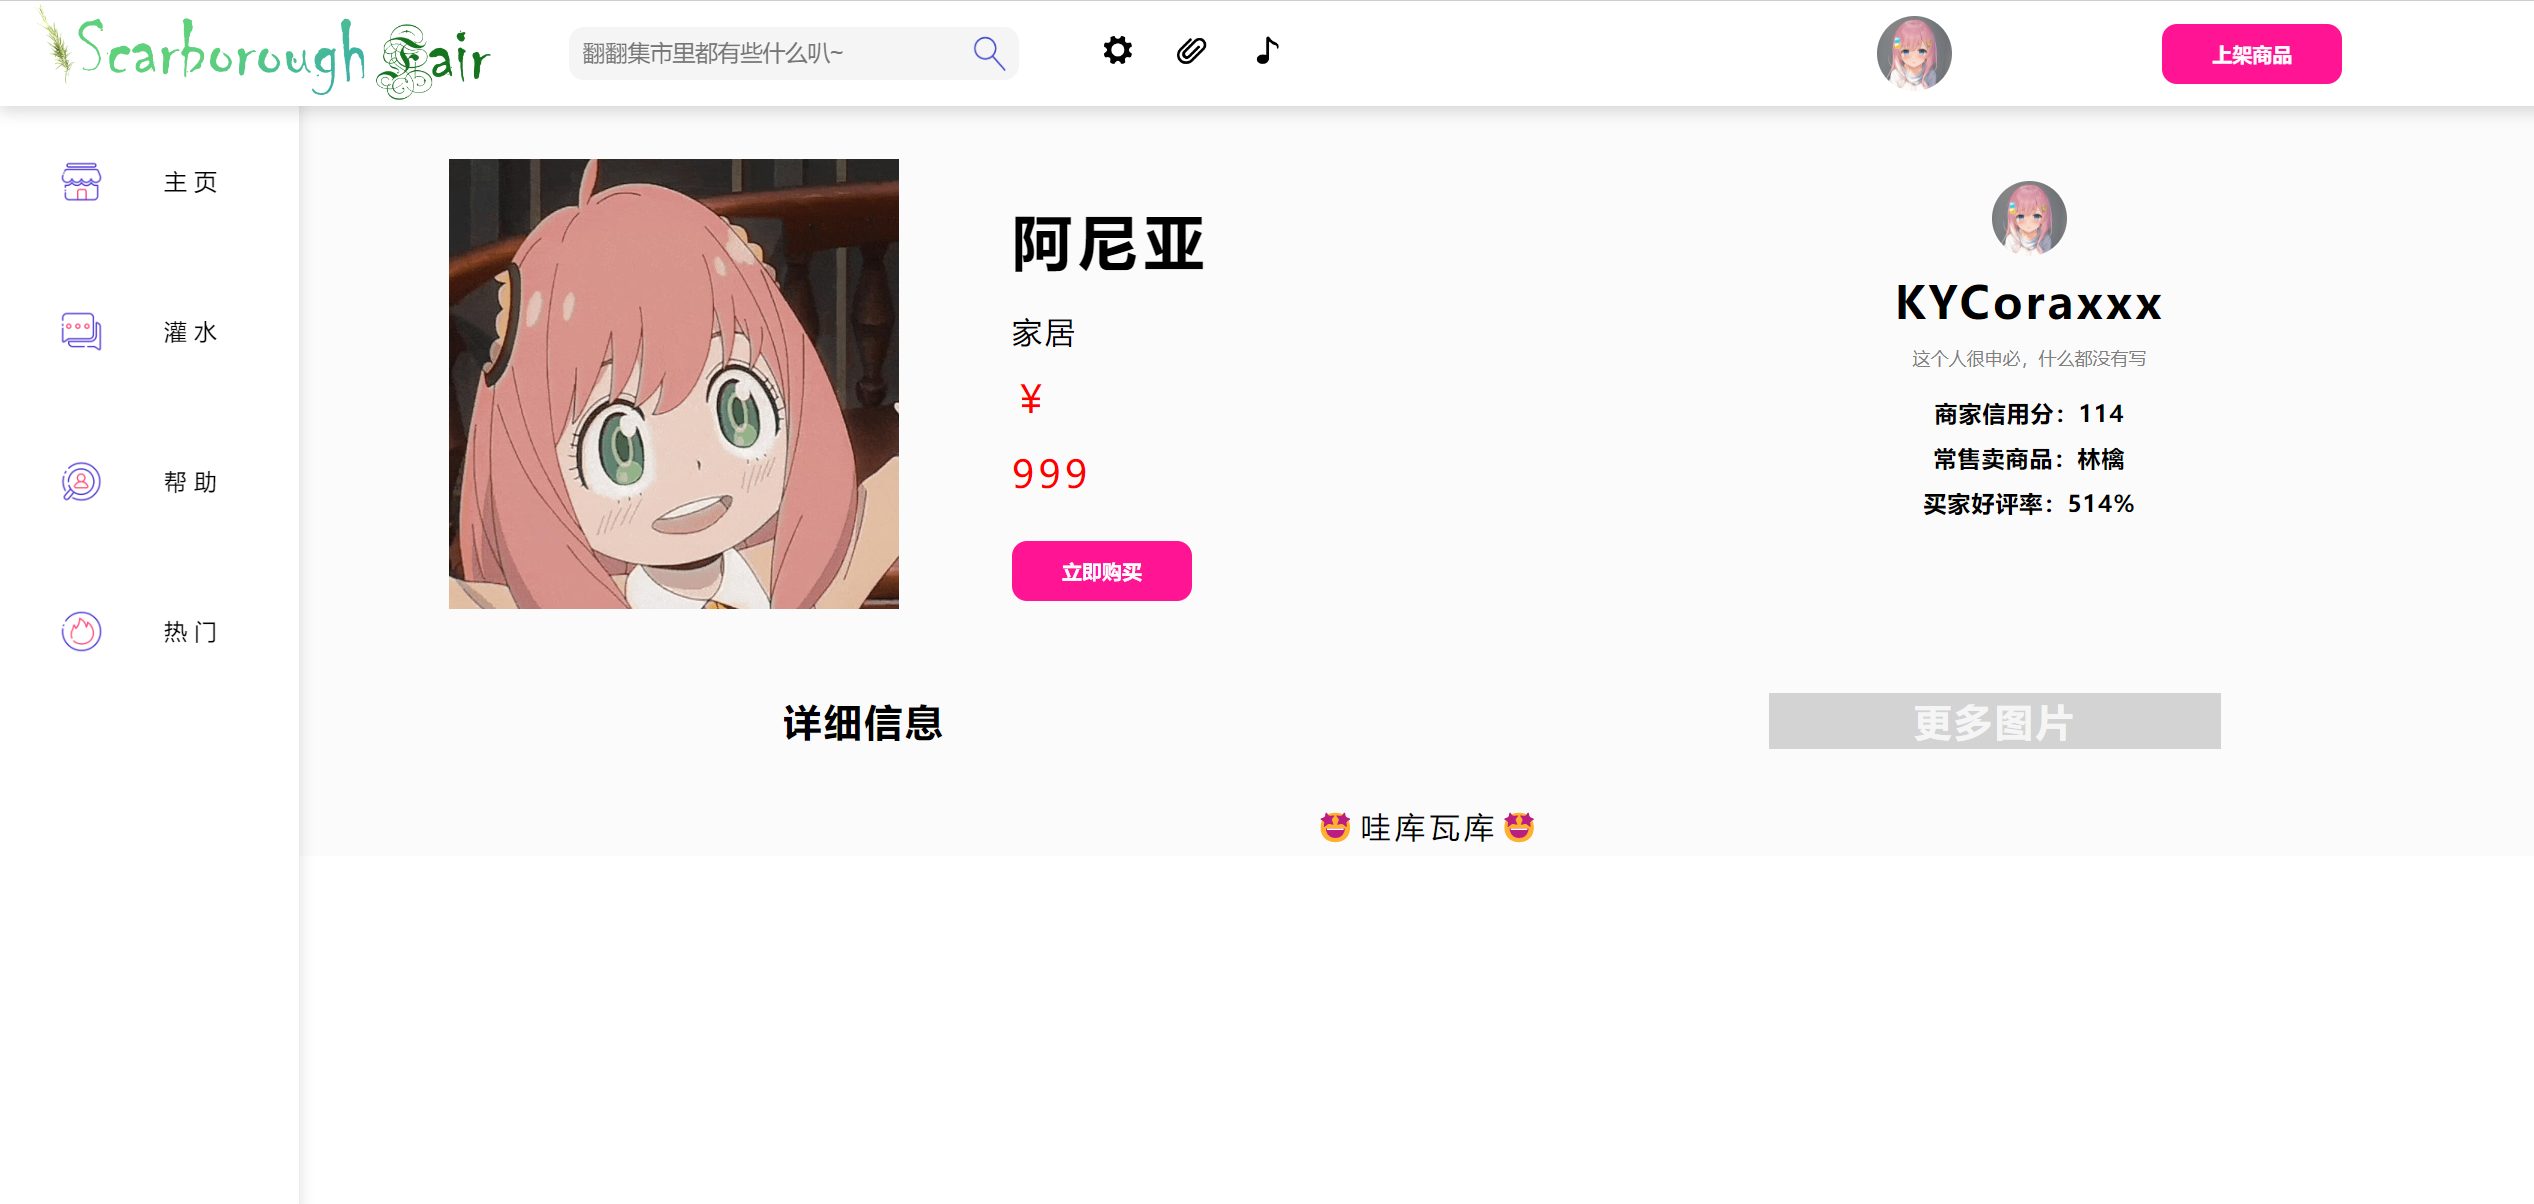 Scarborough Fair
翻翻集市里都有些什么叭~
上架商品
主页
灌水
帮助
热门
阿尼亚
家居
¥
999
立即购买
KYCoraxxx
这个人很申必，什么都没有写
商家信用分：114
常售卖商品：林檎
买家好评率：514%
详细信息
更多图片
🤩哇库瓦库🤩